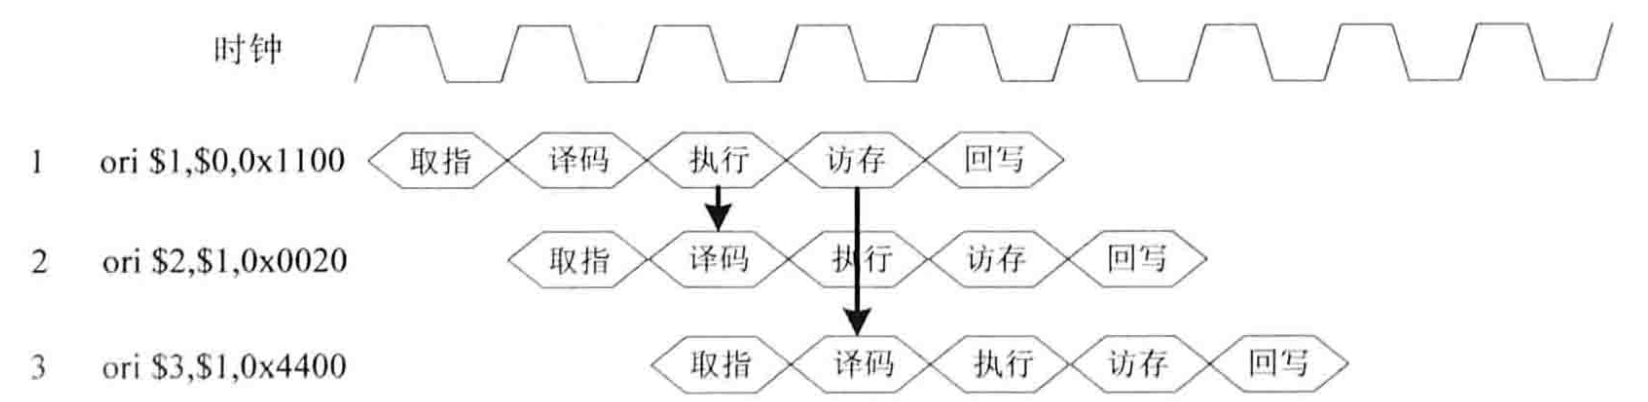 时钟
1 ori $1,$0,0x1100 取指 译码 执行 访存 回写
2 ori $2,$1,0x0020 取指 译码 执行 访存 回写
3 ori $3,$1,0x4400 取指 译码 执行 访存 回写